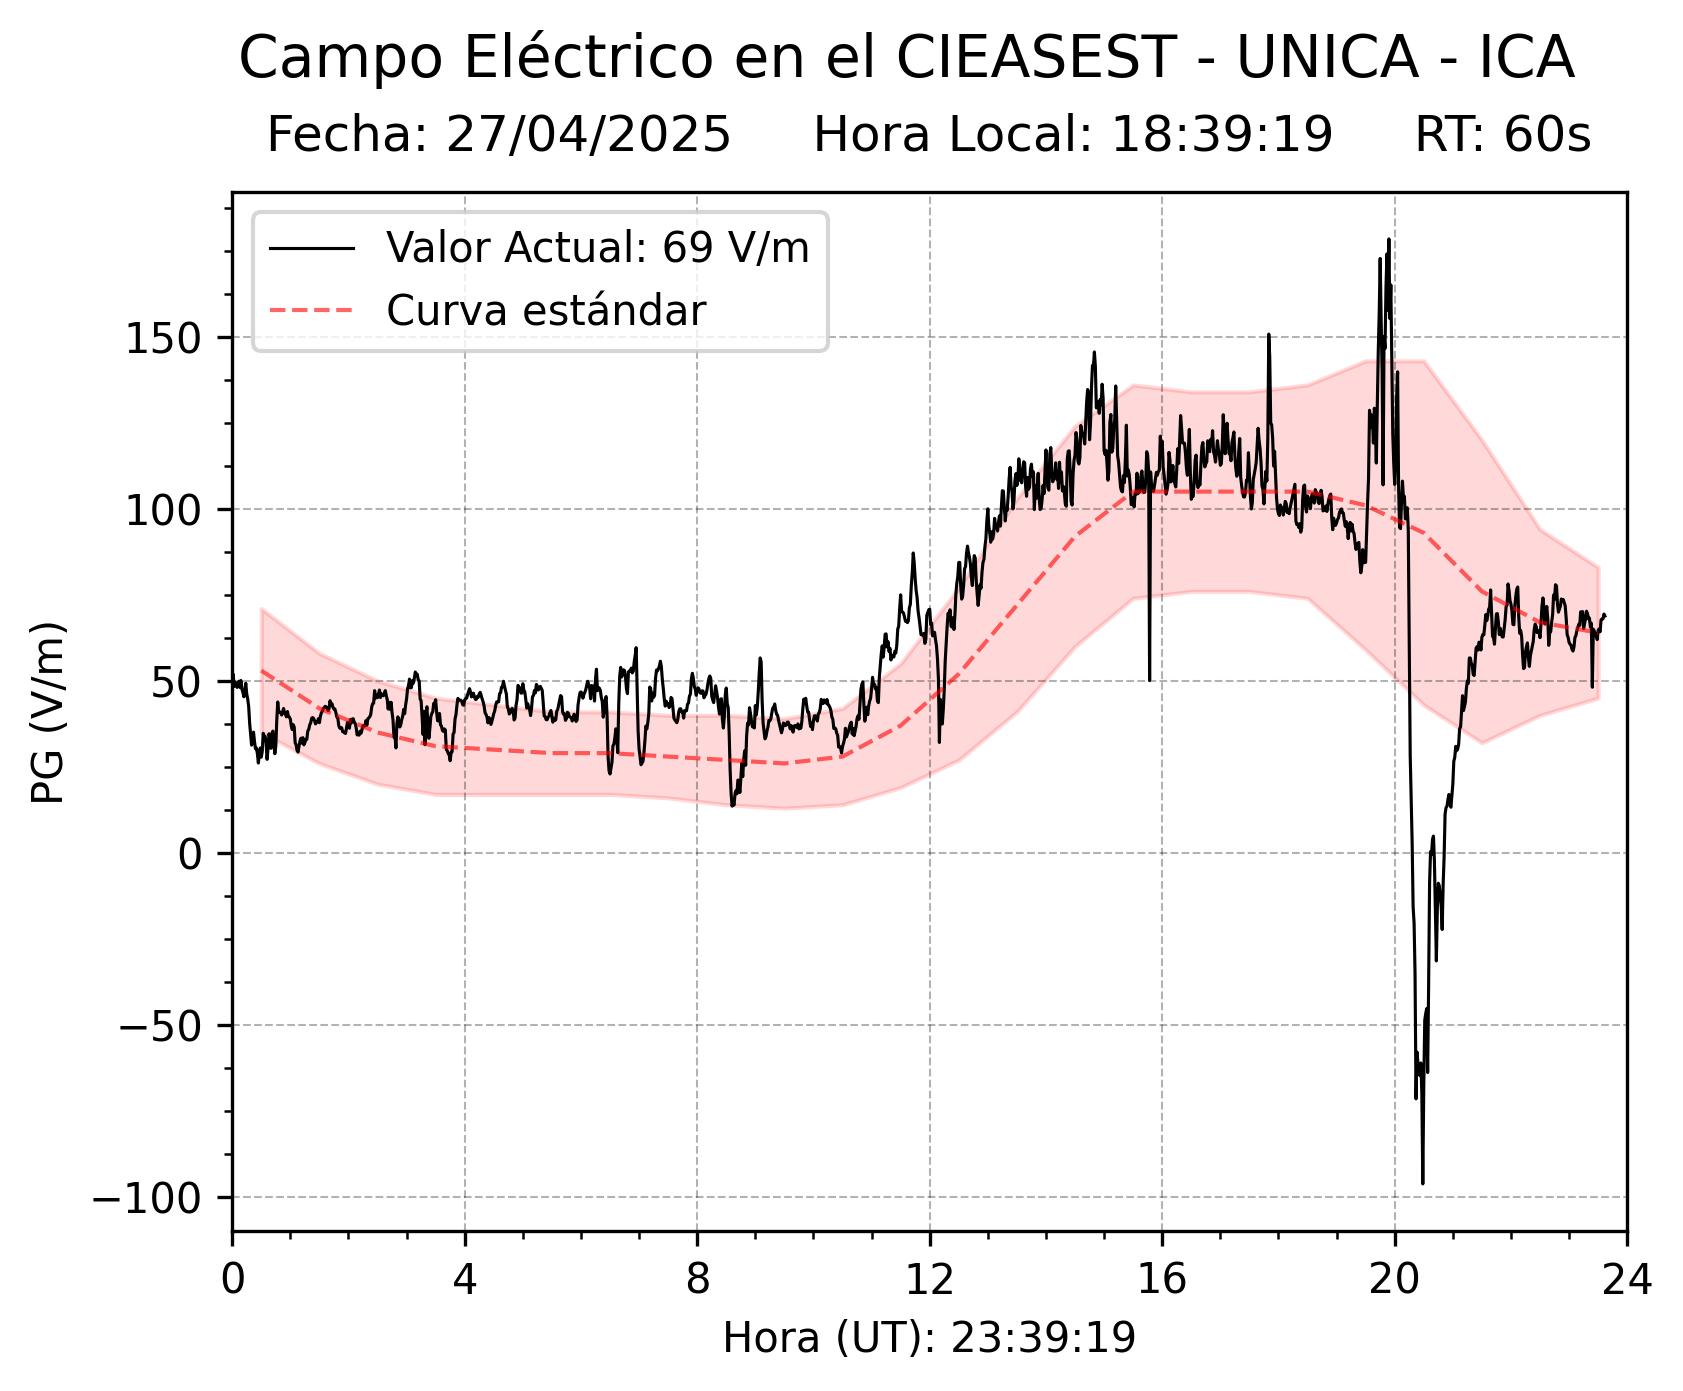 Campo Eléctrico en el CIEASEST - UNICA - ICA
Fecha: 27/04/2025 Hora Local: 18:39:19 RT: 60s
Valor Actual: 69 V/m
Curva estándar
PG (V/m)
150
100
50
0
−50
−100
0 4 8 12 16 20 24
Hora (UT): 23:39:19